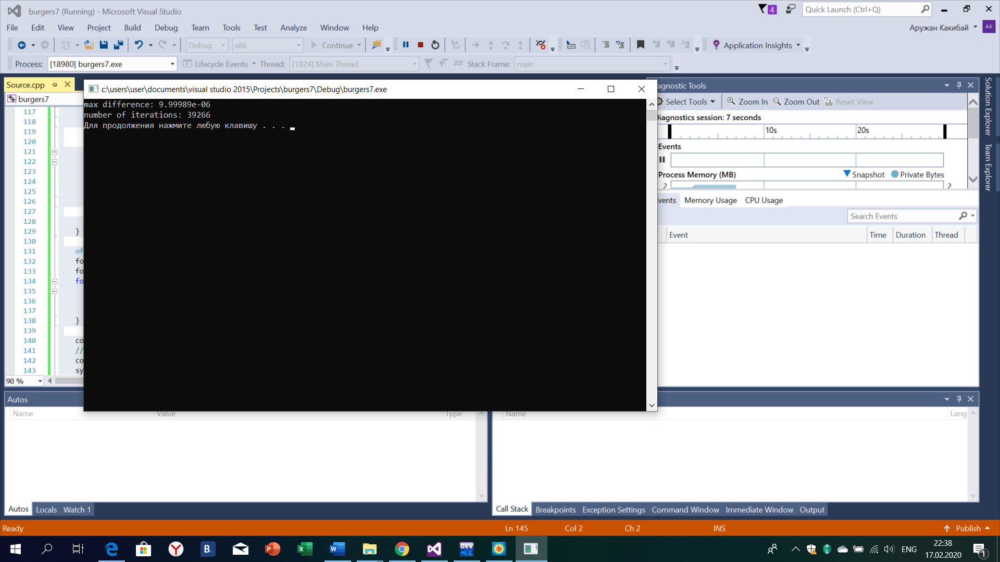 burgers7 (Running) - Microsoft Visual Studio
4
Quick Launch (Ctrl+Q)
File Edit View Project Build Debug Team Tools Test Analyze Window Help
Аружан Какибай AK
Debug x86 Continue Application Insights
Process: [18980] burgers7.exe Lifecycle Events Thread: [1824] Main Thread Stack Frame: main
Source.cpp
burgers7
c:\users\user\documents\visual studio 2015\Projects\burgers7\Debug\burgers7.exe
max difference: 9.99989e-06
number of iterations: 39266
Для продолжения нажмите любую клавишу . . .
117
118
119
120
121
122
123
124
125
126
127
128
129 }
130
131 of
132 fo
133 fo
134 fo
135
136
137
138 }
139
140 co
141 //
142 co
143 sy
90 %
agnostic Tools
Select Tools Zoom In Zoom Out Reset View
Diagnostics session: 7 seconds
10s 20s
Events
Process Memory (MB) Snapshot Private Bytes
2 2
vents Memory Usage CPU Usage
Search Events
Event Time Duration Thread
Solution Explorer
Team Explorer
Autos
Name Value Type
Name Lang
Autos Locals Watch 1
Call Stack Breakpoints Exception Settings Command Window Immediate Window Output
Ready Ln 145 Col 2 Ch 2 INS Publish
B.
DEV C++
ENG
22:38
17.02.2020
1